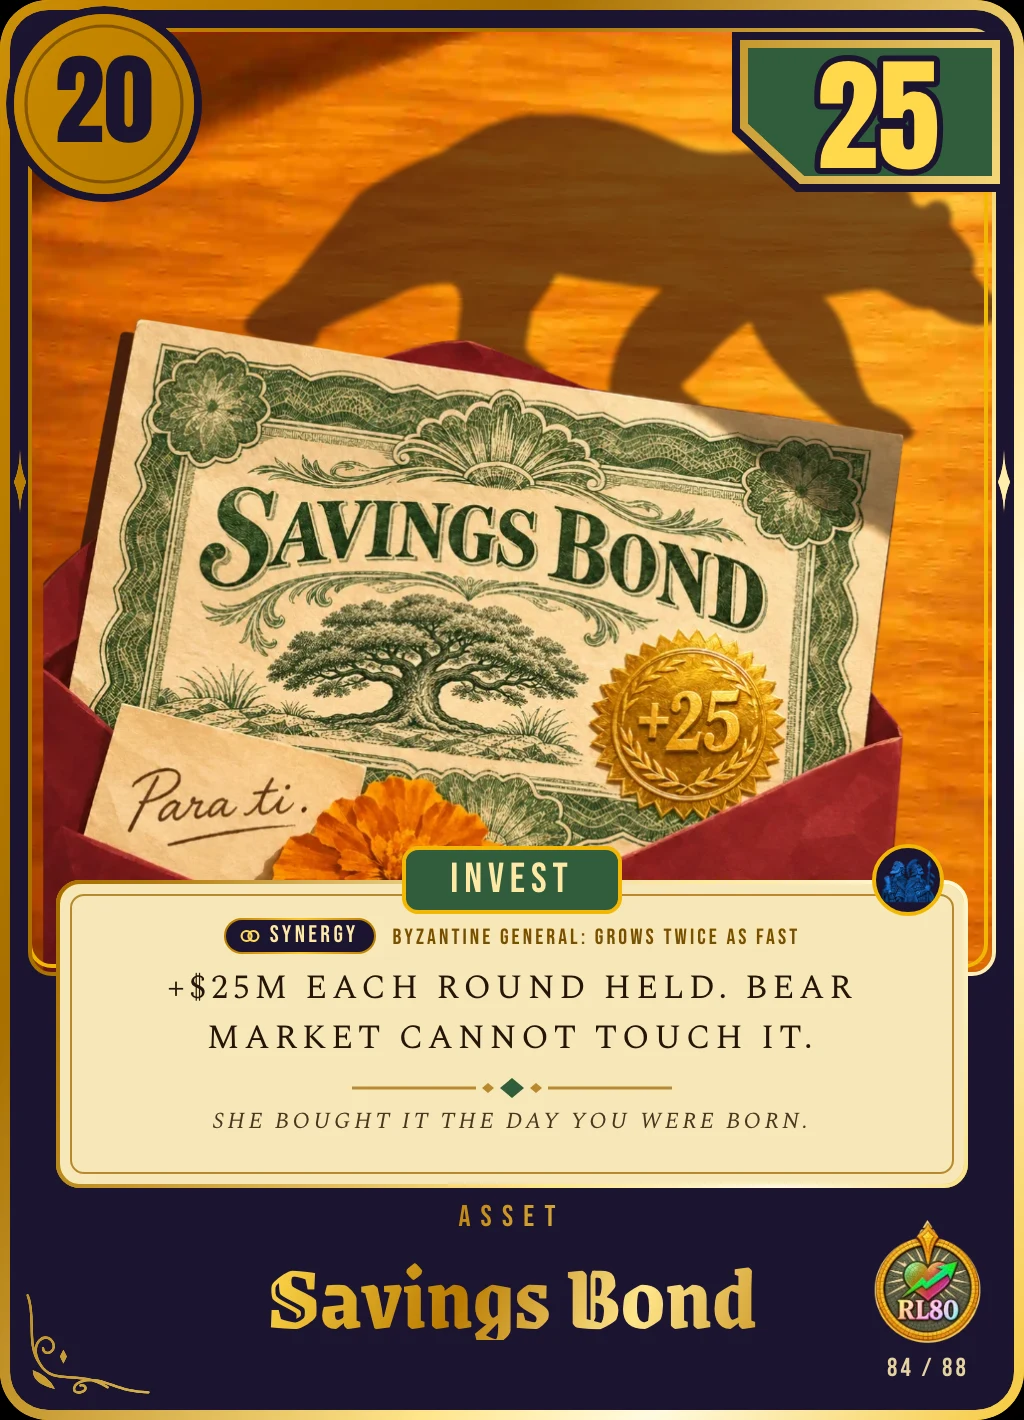 20
25
SAVINGS BOND
+25
Para ti.
INVEST
SYNERGY BYZANTINE GENERAL: GROWS TWICE AS FAST
+$25M EACH ROUND HELD. BEAR
MARKET CANNOT TOUCH IT.
SHE BOUGHT IT THE DAY YOU WERE BORN.
ASSET
Savings Bond
RL80
84 / 88